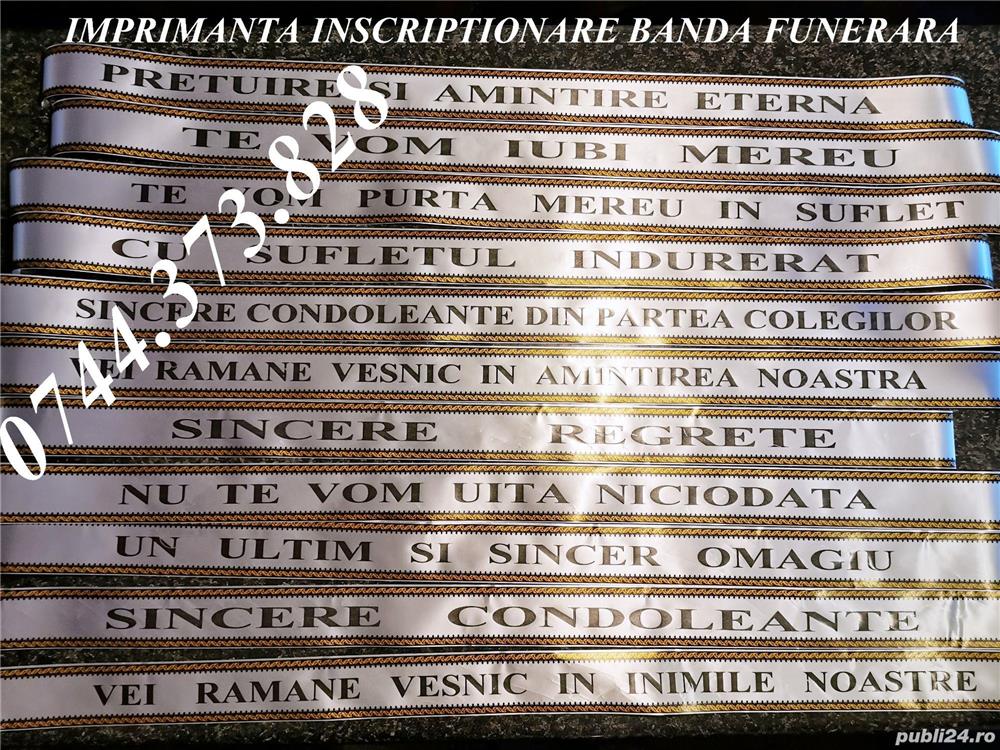 IMPRIMANTA INSCRIPTIONARE BANDA FUNERARA
PRETUIRE SI AMINTIRE ETERNA
TE VOM IUBI MEREU
TE VOM PURTA MEREU IN SUFLET
CU SUFLETUL INDURERAT
SINCERE CONDOLEANTE DIN PARTEA COLEGILOR
VEI RAMANE VESNIC IN AMINTIREA NOASTRA
SINCERE REGRETE
NU TE VOM UITA NICIODATA
UN ULTIM SI SINCER OMAGIU
SINCERE CONDOLEANTE
VEI RAMANE VESNIC IN INIMILE NOASTRE
0744.373.828
publi24.ro